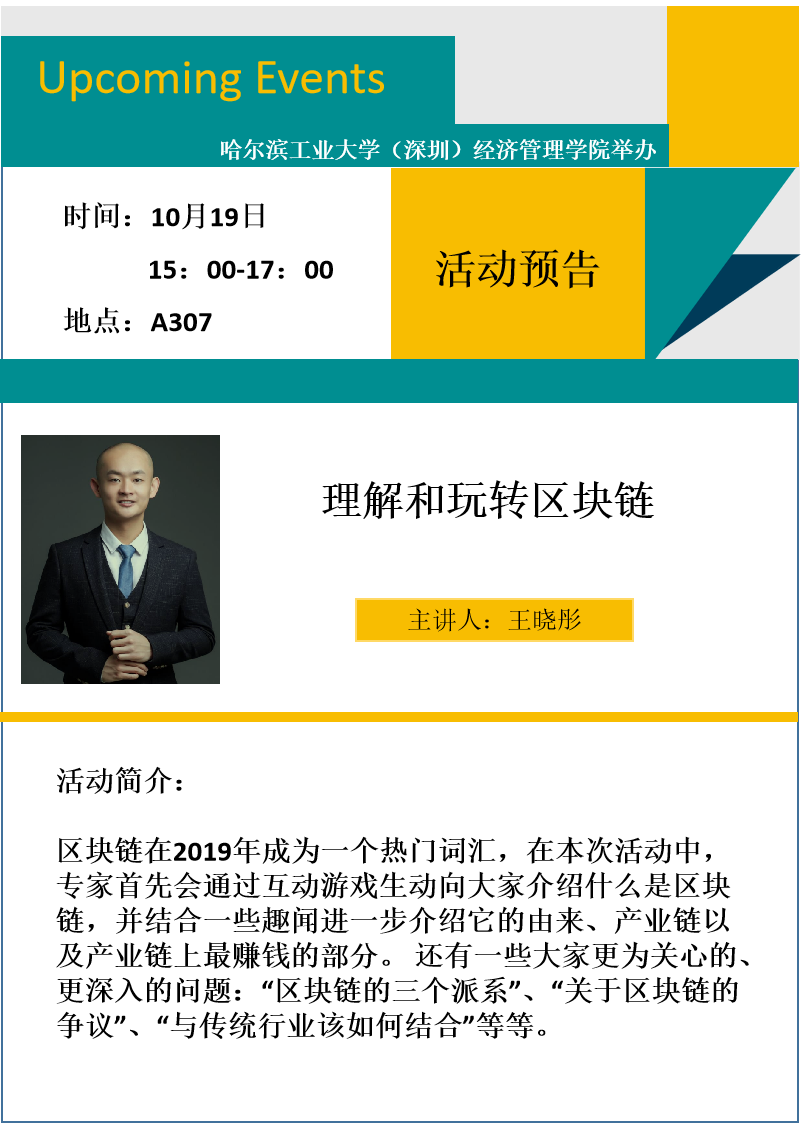 Upcoming Events
哈尔滨工业大学（深圳）经济管理学院举办
时间：10月19日
15：00-17：00
地点：A307
活动预告
理解和玩转区块链
主讲人：王晓彤
活动简介：
区块链在2019年成为一个热门词汇，在本次活动中，
专家首先会通过互动游戏生动向大家介绍什么是区块
链，并结合一些趣闻进一步介绍它的由来、产业链以
及产业链上最赚钱的部分。 还有一些大家更为关心的、
更深入的问题：“区块链的三个派系”、“关于区块链的
争议”、“与传统行业该如何结合”等等。